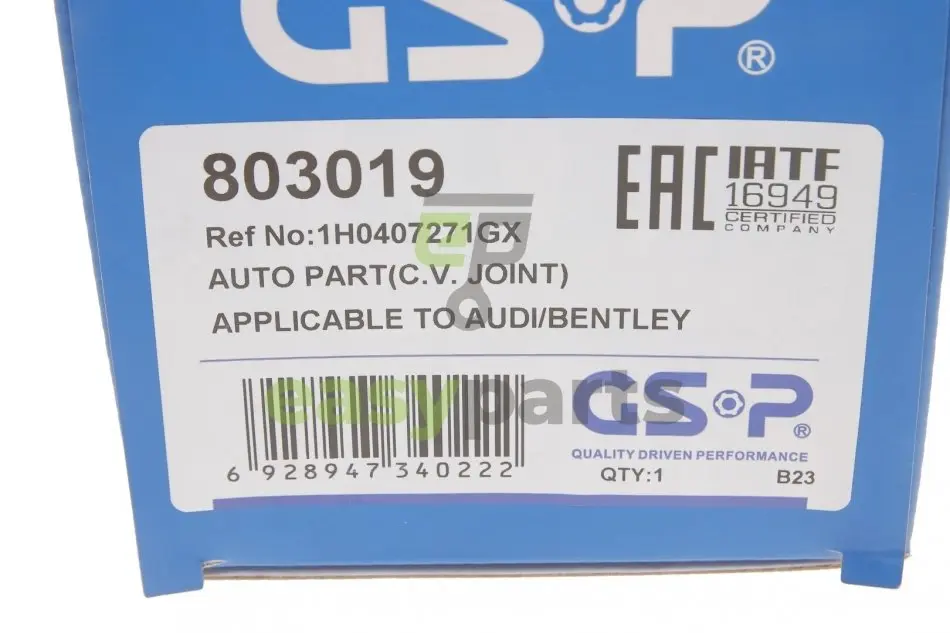 GSP®
803019
EAC
IATF
16949
CERTIFIED
COMPANY
Ref No:1H0407271GX
AUTO PART(C.V. JOINT)
APPLICABLE TO AUDI/BENTLEY
easyparts
GSP®
6 928947 340222
QUALITY DRIVEN PERFORMANCE
QTY:1
B23